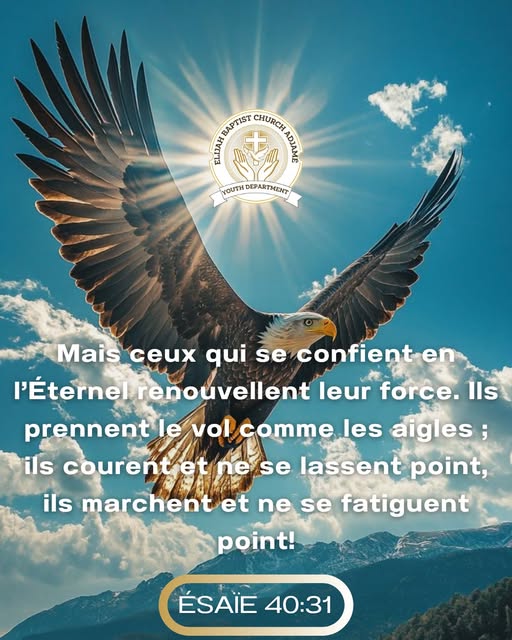 ELIJAH BAPTIST CHURCH ADJAME
YOUTH DEPARTMENT
Mais ceux qui se confient en
l'Éternel renouvellent leur force. Ils
prennent le vol comme les aigles ;
ils courent et ne se lassent point,
ils marchent et ne se fatiguent
point!
ÉSAÏE 40:31